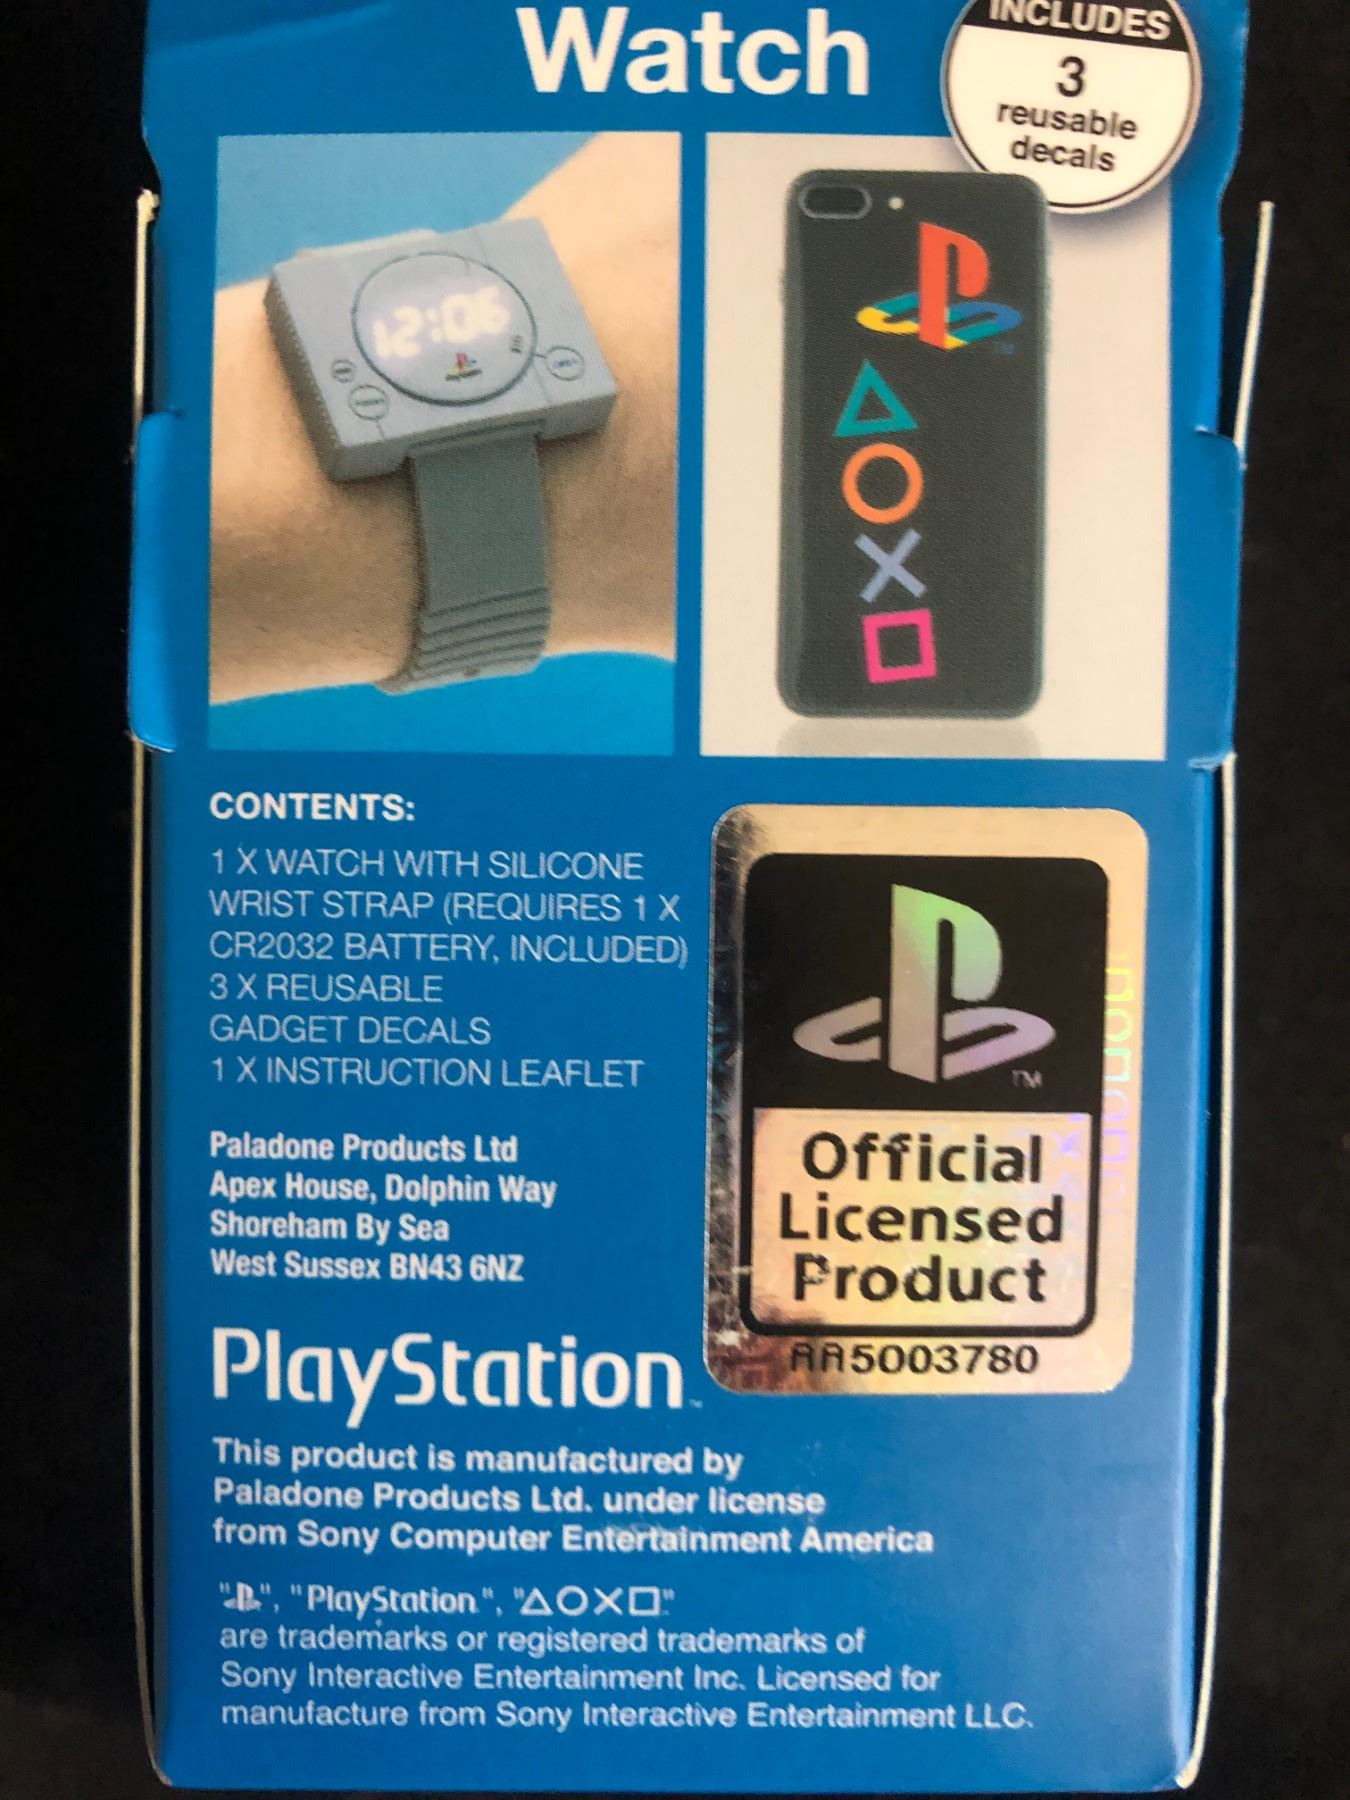 Watch
INCLUDES
3
reusable
decals
12:06
CONTENTS:
1 X WATCH WITH SILICONE
WRIST STRAP (REQUIRES 1 X
CR2032 BATTERY, INCLUDED)
3 X REUSABLE
GADGET DECALS
1 X INSTRUCTION LEAFLET
Paladone Products Ltd
Apex House, Dolphin Way
Shoreham By Sea
West Sussex BN43 6NZ
TM
Official
Licensed
Product
AA5003780
PlayStation
This product is manufactured by
Paladone Products Ltd. under license
from Sony Computer Entertainment America
" ", "PlayStation", "△○✕□"
are trademarks or registered trademarks of
Sony Interactive Entertainment Inc. Licensed for
manufacture from Sony Interactive Entertainment LLC.